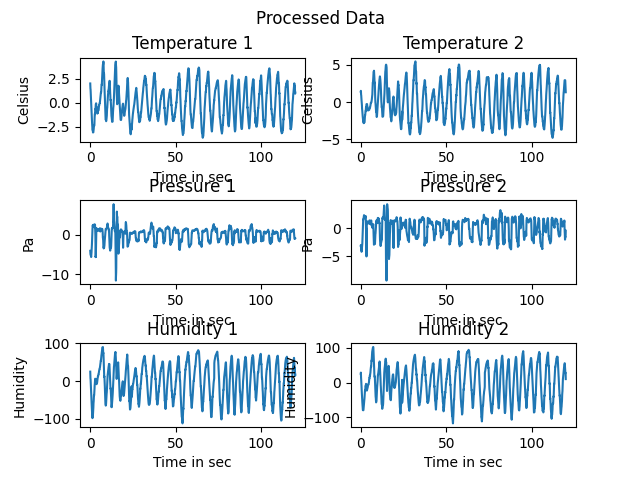 Processed Data
Temperature 1
Temperature 2
Celsius
2.5
0.0
−2.5
0
50
100
Time in sec
Celsius
5
0
−5
0
50
100
Time in sec
Pressure 1
Pressure 2
Pa
0
−10
0
50
100
Time in sec
Pa
0
−5
0
50
100
Time in sec
Humidity 1
Humidity 2
Humidity
100
0
−100
0
50
100
Time in sec
Humidity
100
0
−100
0
50
100
Time in sec